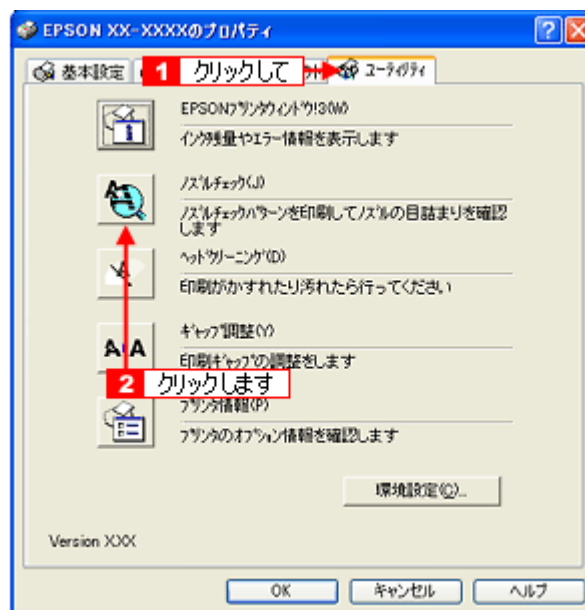 EPSON XX-XXXXのプロパティ
基本設定
1 クリックして
ユーティリティ
EPSONプリンタウィンドウ!3(W)
インク残量やエラー情報を表示します
ノズルチェック(J)
ノズルチェックパターンを印刷してノズルの目詰まりを確認
します
ヘッドクリーニング(D)
印刷がかすれたり汚れたら行ってください
ギャップ調整(Y)
印刷ギャップの調整をします
2 クリックします
プリンタ情報(P)
プリンタのオプション情報を確認します
環境設定(C)...
Version XXX
OK
キャンセル
ヘルプ